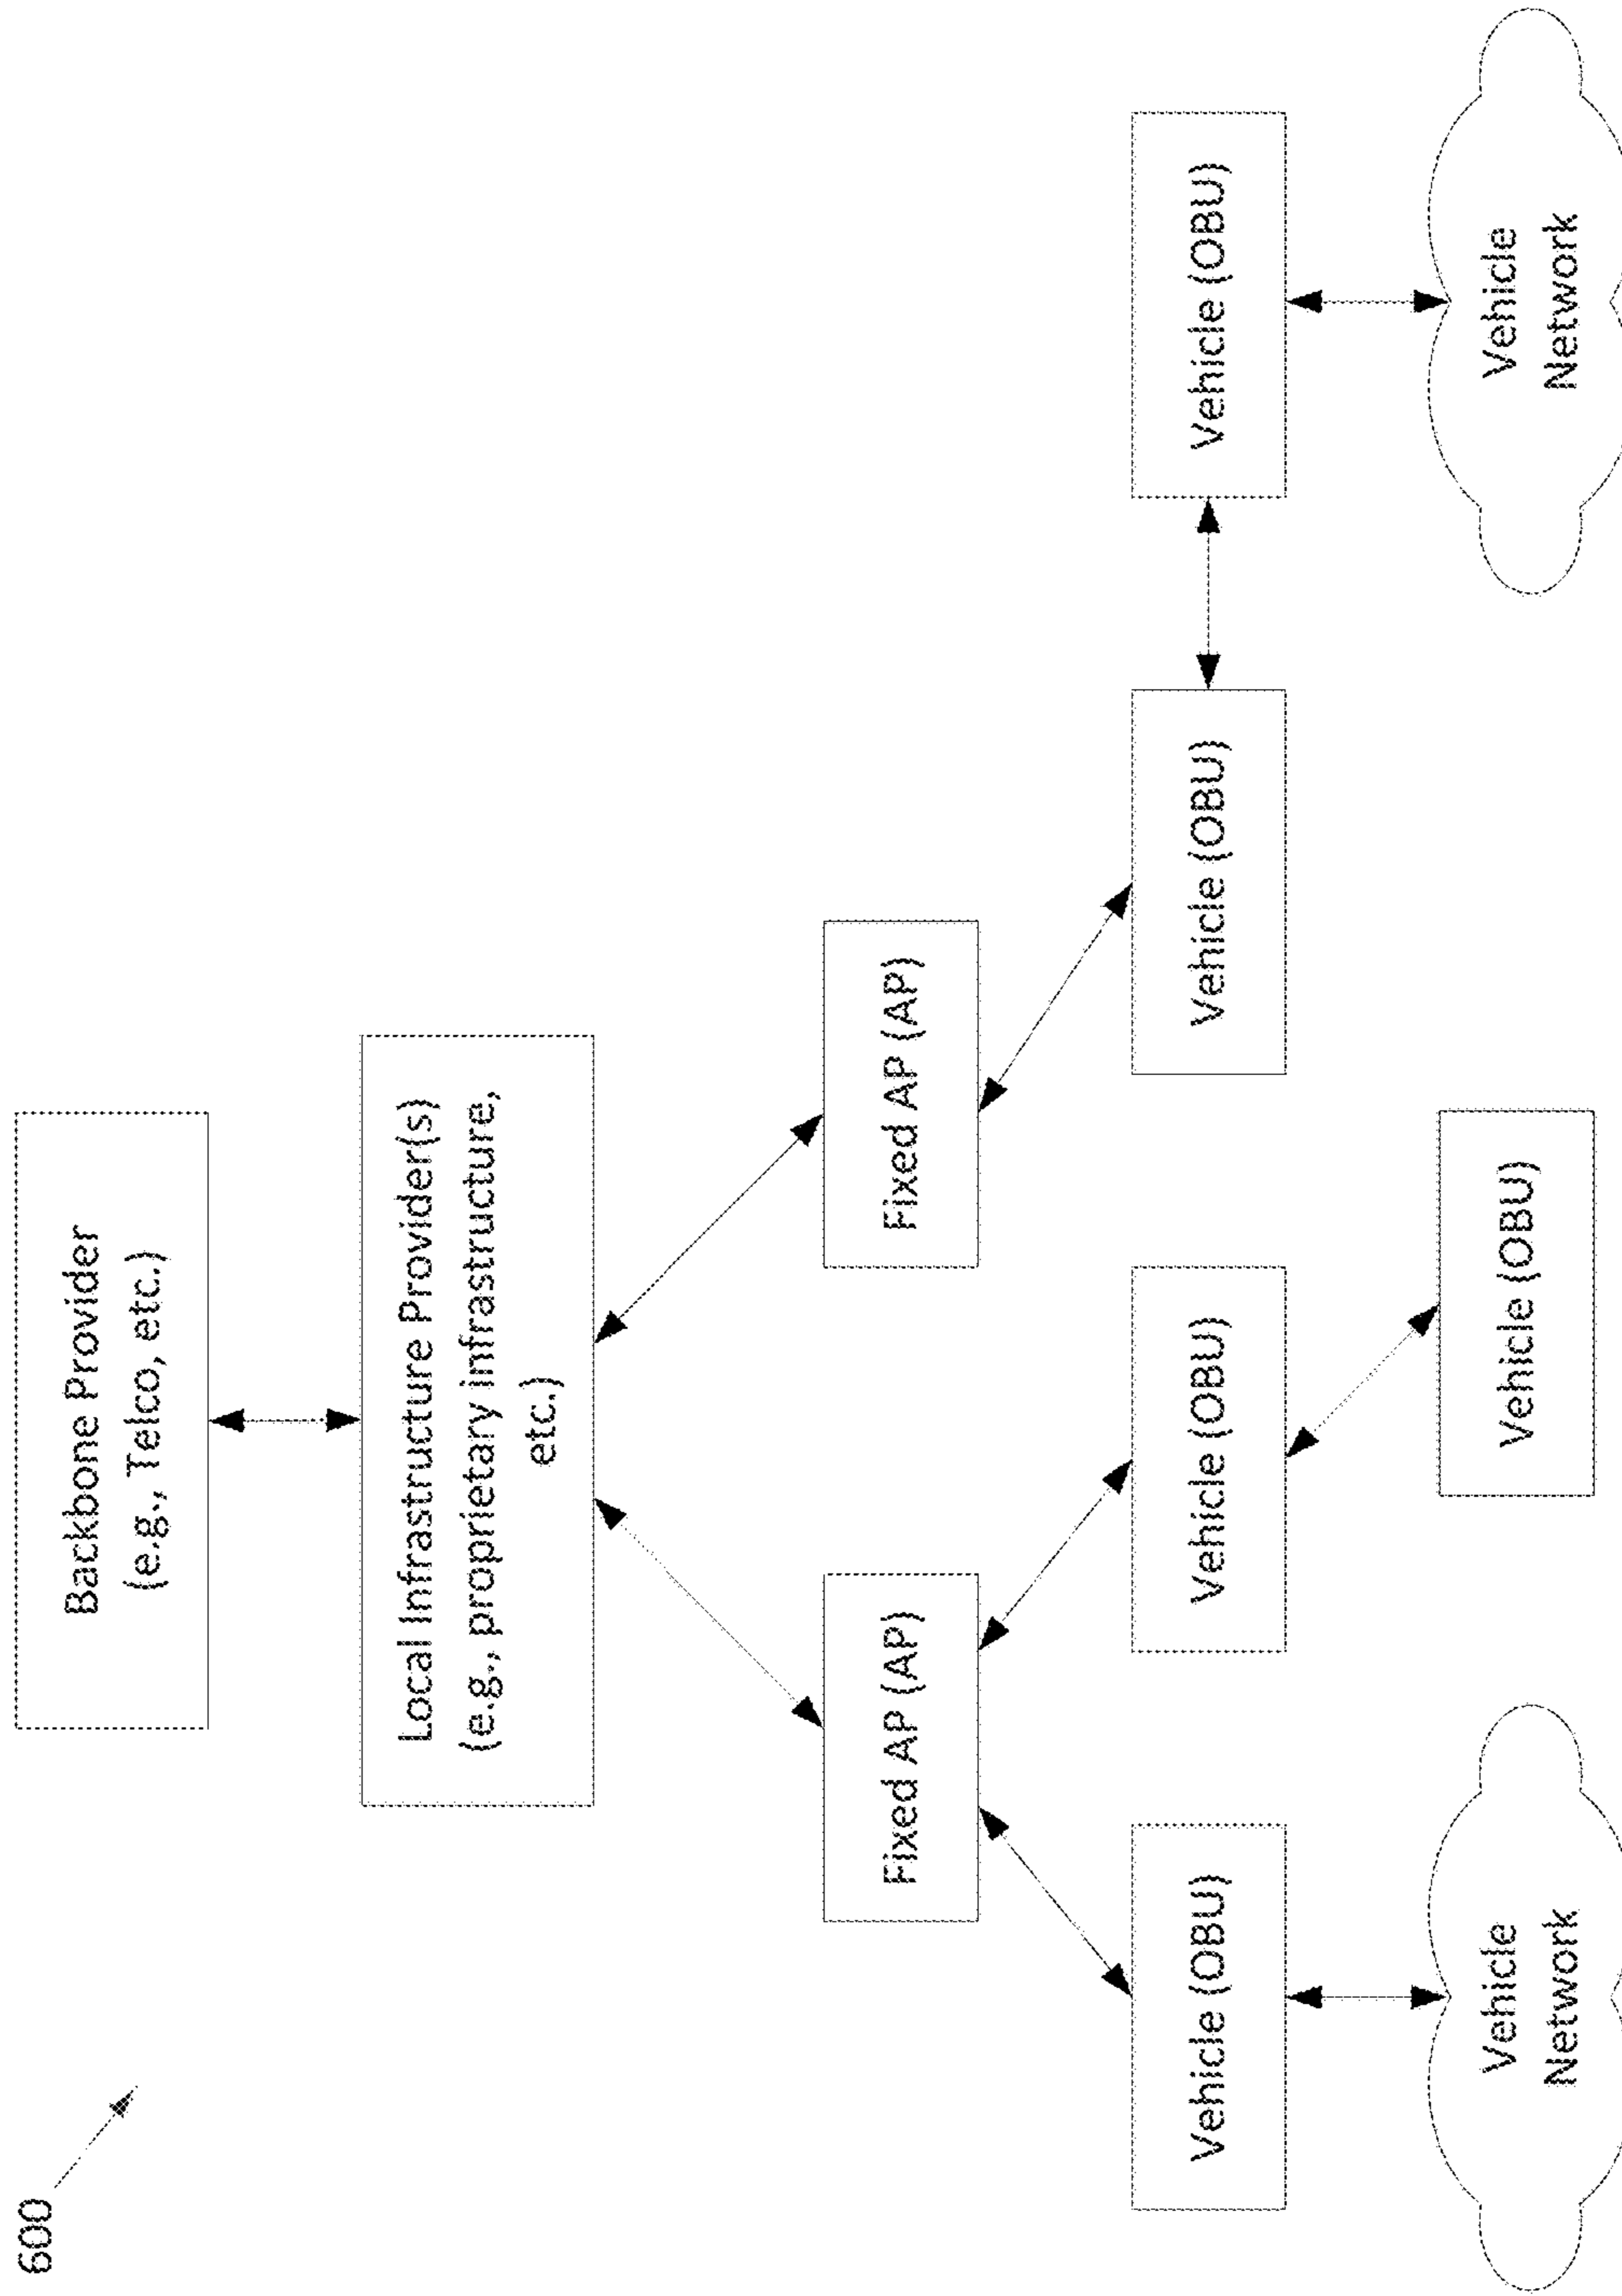 600
Backbone Provider
(e.g., Telco, etc.)
Local Infrastructure Provider(s)
(e.g., proprietary infrastructure,
etc.)
Fixed AP (AP)
Fixed AP (AP)
Vehicle (OBU)
Vehicle (OBU)
Vehicle (OBU)
Vehicle (OBU)
Vehicle
Network
Vehicle (OBU)
Vehicle
Network